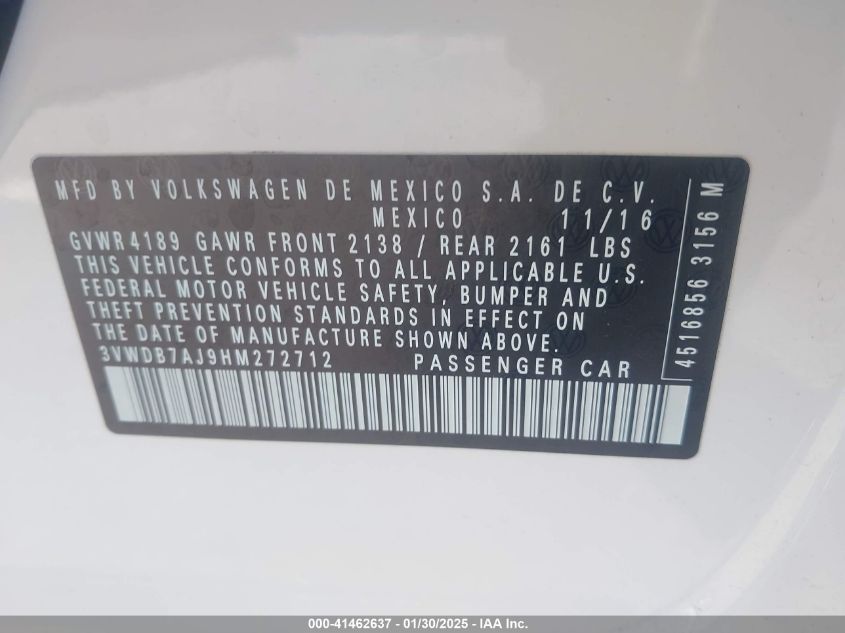 MFD BY VOLKSWAGEN DE MEXICO S.A. DE C.V.
MEXICO 11/16
GVWR 4189 GAWR FRONT 2138 / REAR 2161 LBS
THIS VEHICLE CONFORMS TO ALL APPLICABLE U.S.
FEDERAL MOTOR VEHICLE SAFETY, BUMPER AND
THEFT PREVENTION STANDARDS IN EFFECT ON
THE DATE OF MANUFACTURE SHOWN ABOVE.
3VWDB7AJ9HM272712 PASSENGER CAR
4516856 3156 M
000-41462637 - 01/30/2025 - IAA Inc.